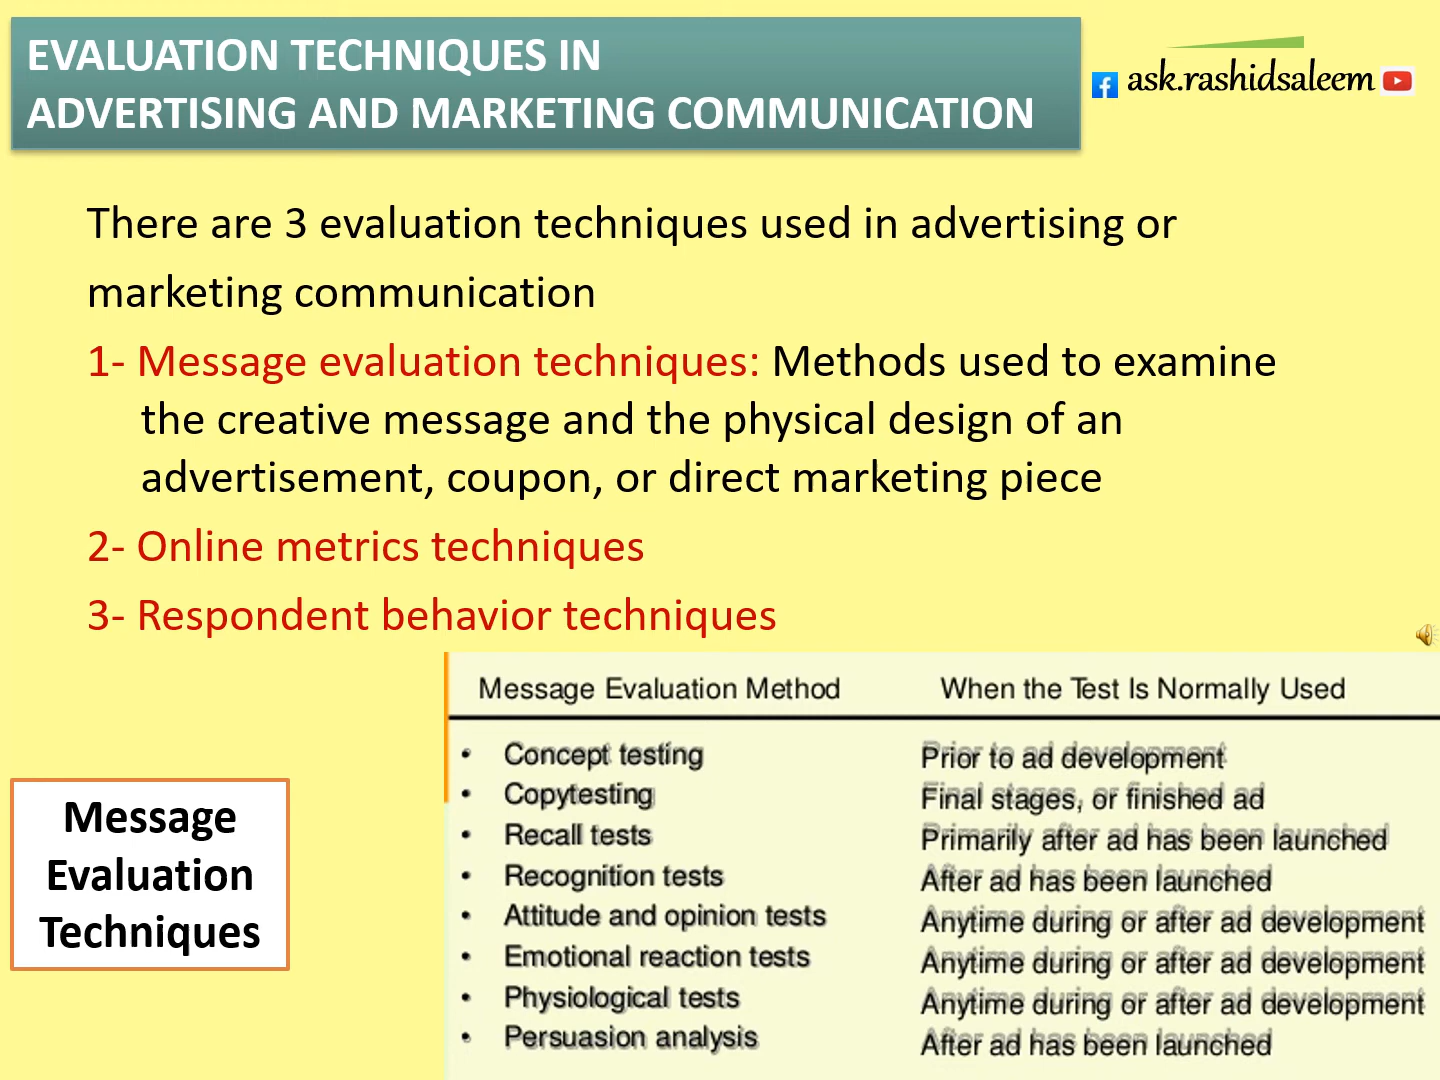 EVALUATION TECHNIQUES IN
ADVERTISING AND MARKETING COMMUNICATION
ask.rashidsaleem
There are 3 evaluation techniques used in advertising or
marketing communication
1- Message evaluation techniques: Methods used to examine
the creative message and the physical design of an
advertisement, coupon, or direct marketing piece
2- Online metrics techniques
3- Respondent behavior techniques
Message
Evaluation
Techniques
Message Evaluation Method When the Test Is Normally Used
• Concept testing Prior to ad development
• Copytesting Final stages, or finished ad
• Recall tests Primarily after ad has been launched
• Recognition tests After ad has been launched
• Attitude and opinion tests Anytime during or after ad development
• Emotional reaction tests Anytime during or after ad development
• Physiological tests Anytime during or after ad development
• Persuasion analysis After ad has been launched